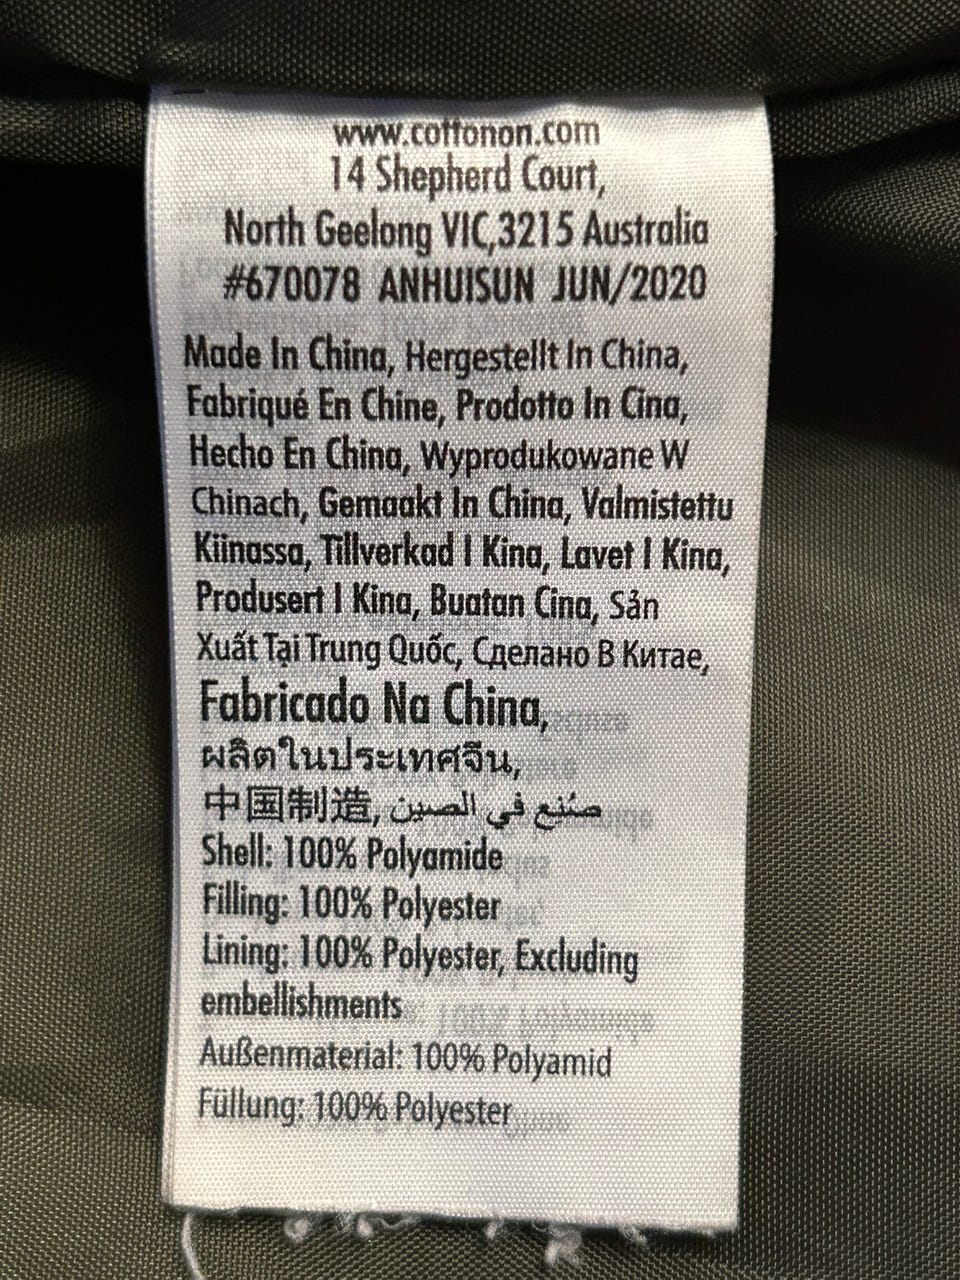 www.cottonon.com
14 Shepherd Court,
North Geelong VIC,3215 Australia
#670078 ANHUISUN JUN/2020
Made In China, Hergestellt In China,
Fabriqué En Chine, Prodotto In Cina,
Hecho En China, Wyprodukowane W
Chinach, Gemaakt In China, Valmistettu
Kiinassa, Tillverkad I Kina, Lavet I Kina,
Produsert I Kina, Buatan Cina, Sản
Xuất Tại Trung Quốc, Сделано В Китае,
Fabricado Na China,
ผลิตในประเทศจีน,
中国制造, صُنع في الصين
Shell: 100% Polyamide
Filling: 100% Polyester
Lining: 100% Polyester, Excluding
embellishments
Außenmaterial: 100% Polyamid
Füllung: 100% Polyester